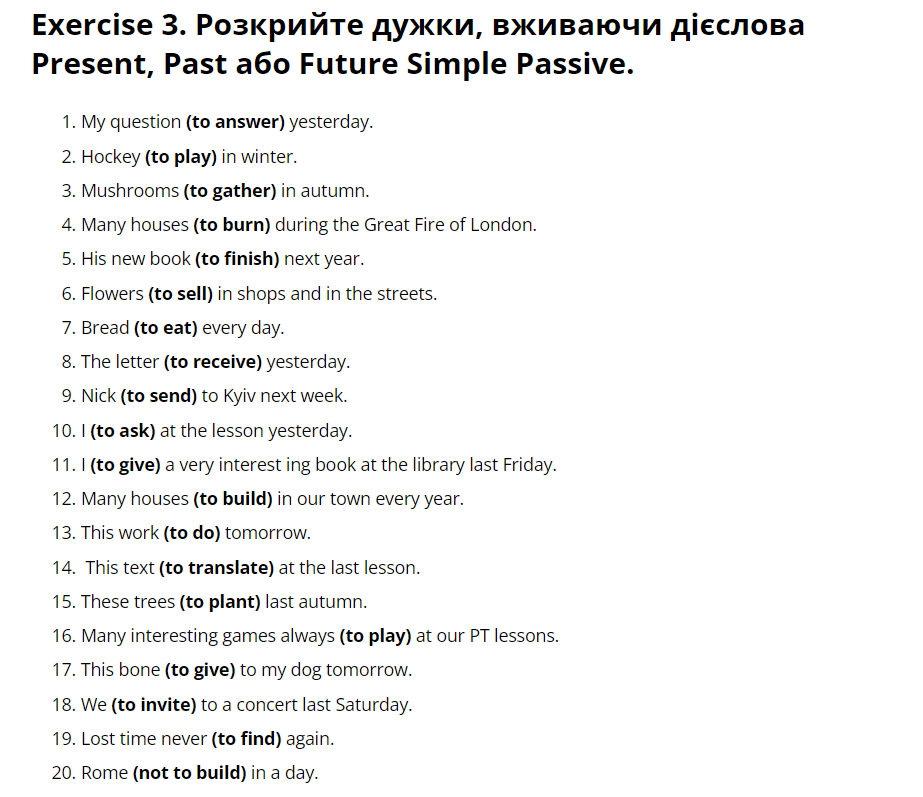 Exercise 3. Розкрийте дужки, вживаючи дієслова
Present, Past або Future Simple Passive.
1. My question (to answer) yesterday.
2. Hockey (to play) in winter.
3. Mushrooms (to gather) in autumn.
4. Many houses (to burn) during the Great Fire of London.
5. His new book (to finish) next year.
6. Flowers (to sell) in shops and in the streets.
7. Bread (to eat) every day.
8. The letter (to receive) yesterday.
9. Nick (to send) to Kyiv next week.
10. I (to ask) at the lesson yesterday.
11. I (to give) a very interest ing book at the library last Friday.
12. Many houses (to build) in our town every year.
13. This work (to do) tomorrow.
14. This text (to translate) at the last lesson.
15. These trees (to plant) last autumn.
16. Many interesting games always (to play) at our PT lessons.
17. This bone (to give) to my dog tomorrow.
18. We (to invite) to a concert last Saturday.
19. Lost time never (to find) again.
20. Rome (not to build) in a day.